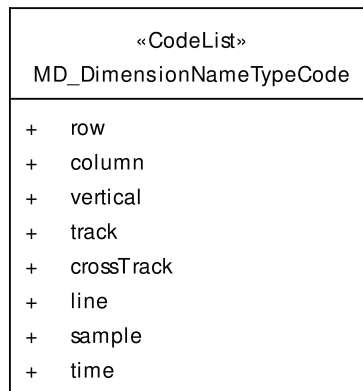 «CodeList»
MD_DimensionNameTypeCode
+ row
+ column
+ vertical
+ track
+ crossTrack
+ line
+ sample
+ time